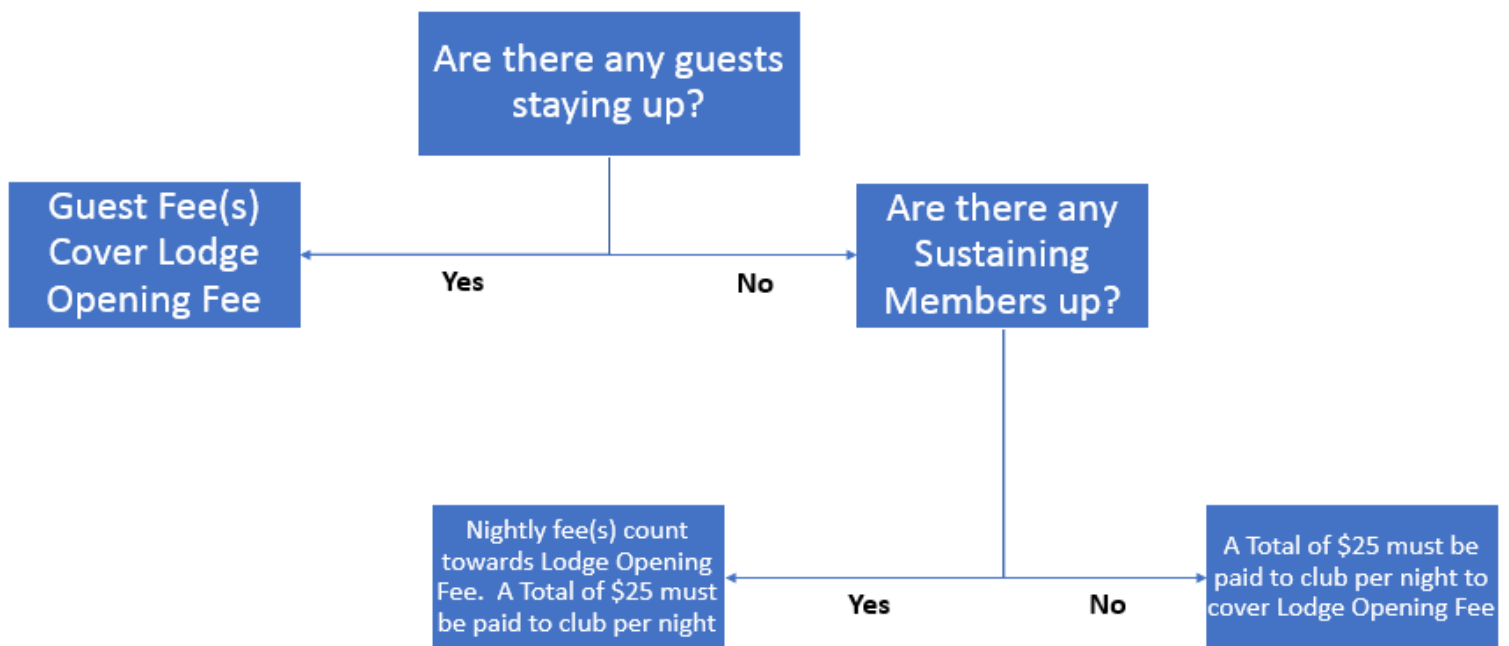 Are there any guests
staying up?
Guest Fee(s)
Cover Lodge
Opening Fee
Yes
No
Are there any
Sustaining
Members up?
Nightly fee(s) count
towards Lodge Opening
Fee.  A Total of $25 must
be paid to club per night
Yes
No
A Total of $25 must be
paid to club per night to
cover Lodge Opening Fee